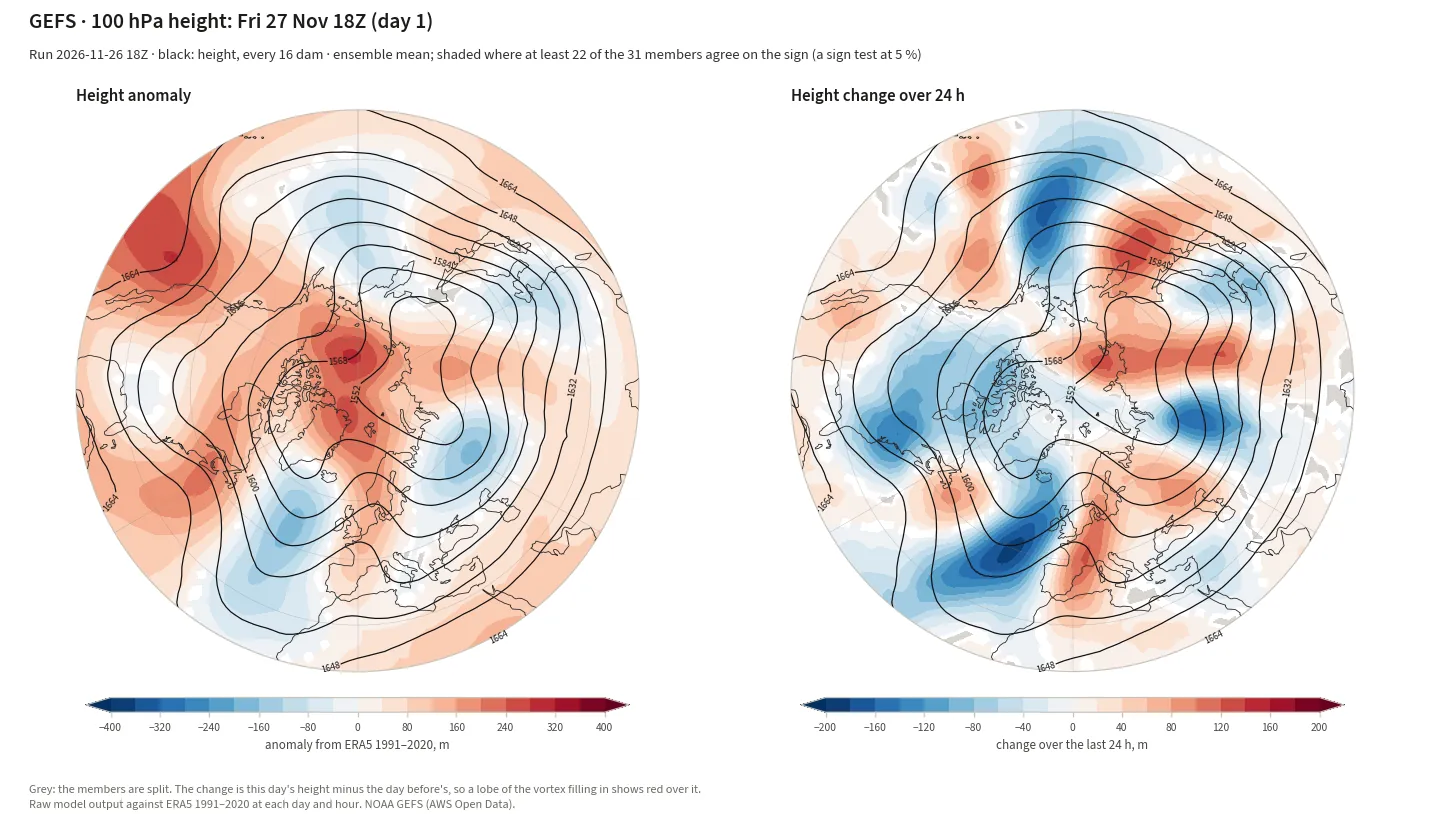 GEFS · 100 hPa height: Fri 27 Nov 18Z (day 1)
Run 2026-11-26 18Z · black: height, every 16 dam · ensemble mean; shaded where at least 22 of the 31 members agree on the sign (a sign test at 5 %)
Height anomaly
Height change over 24 h
1664
1648
1584
1664
1616
1568
1552
1632
1600
1664
1664
1648
1664
1648
1584
1664
1616
1568
1552
1632
1600
1664
1664
1648
−400 −320 −240 −160 −80 0 80 160 240 320 400
anomaly from ERA5 1991–2020, m
−200 −160 −120 −80 −40 0 40 80 120 160 200
change over the last 24 h, m
Grey: the members are split. The change is this day's height minus the day before's, so a lobe of the vortex filling in shows red over it.
Raw model output against ERA5 1991–2020 at each day and hour. NOAA GEFS (AWS Open Data).